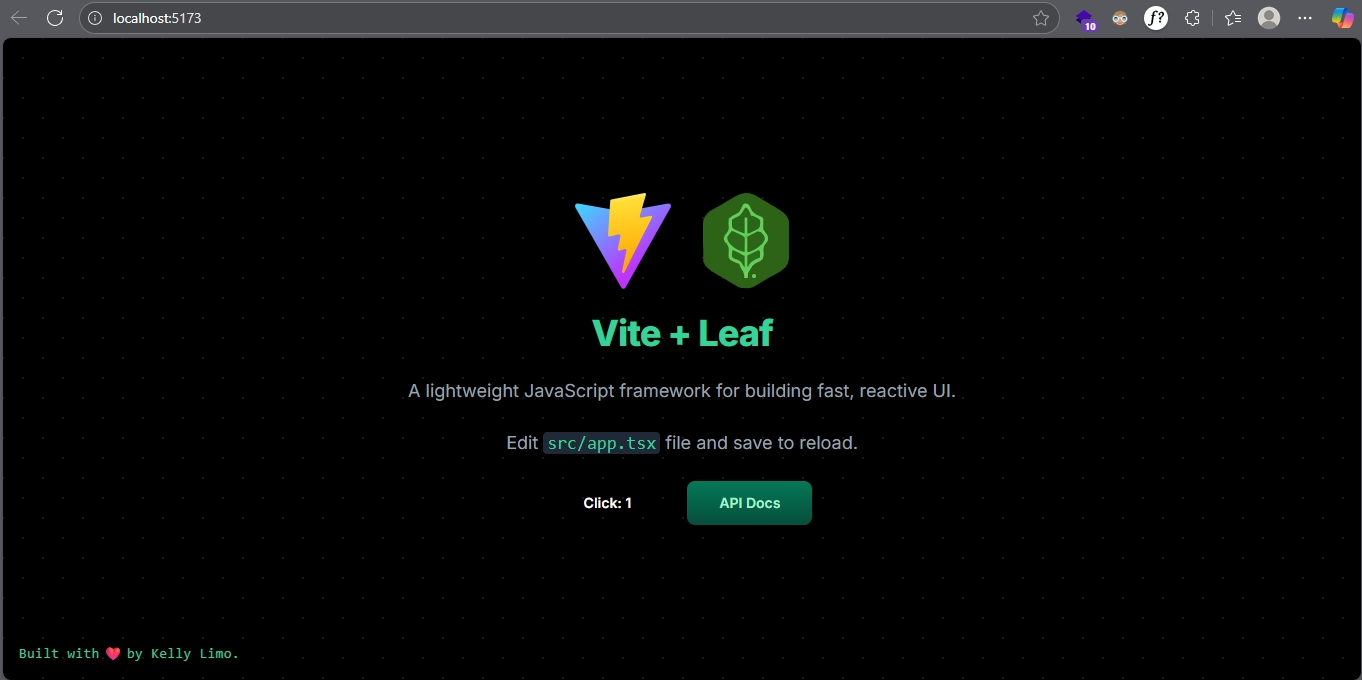 localhost:5173
10
f?
Vite + Leaf
A lightweight JavaScript framework for building fast, reactive UI.
Edit src/app.tsx file and save to reload.
Click: 1
API Docs
Built with ❤️ by Kelly Limo.